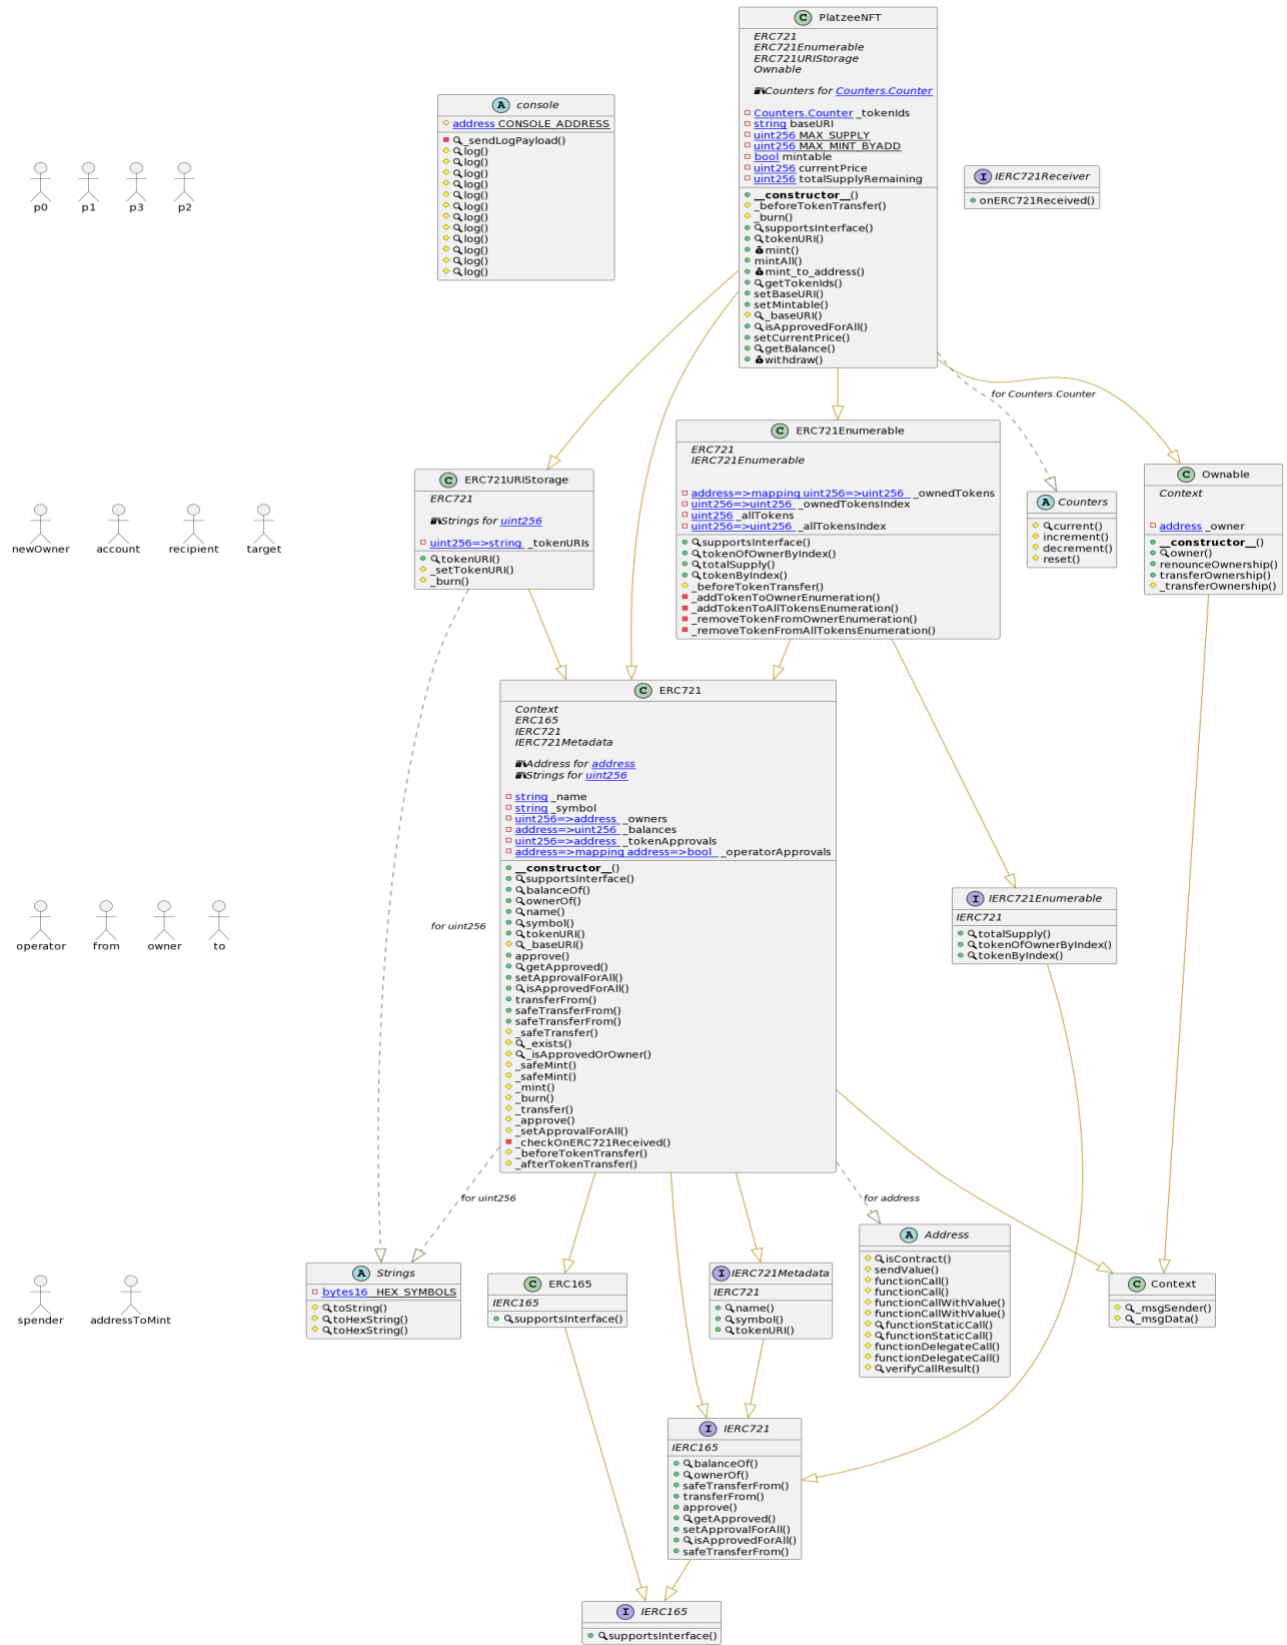 C PlatzeeNFT
ERC721
ERC721Enumerable
ERC721URIStorage
Ownable
Counters for Counters.Counter
Counters.Counter _tokenIds
string baseURI
uint256 MAX_SUPPLY
uint256 MAX_MINT_BYADD
bool mintable
uint256 currentPrice
uint256 totalSupplyRemaining
__constructor__()
_beforeTokenTransfer()
_burn()
supportsInterface()
tokenURI()
mint()
mintAll()
mint_to_address()
getTokenIds()
setBaseURI()
setMintable()
_baseURI()
isApprovedForAll()
setCurrentPrice()
getBalance()
withdraw()
A console
address CONSOLE_ADDRESS
_sendLogPayload()
log()
log()
log()
log()
log()
log()
log()
log()
log()
log()
log()
log()
p0 p1 p3 p2
I IERC721Receiver
onERC721Received()
for Counters.Counter
C ERC721URIStorage
ERC721
Strings for uint256
uint256=>string _tokenURIs
tokenURI()
_setTokenURI()
_burn()
C ERC721Enumerable
ERC721
IERC721Enumerable
address=>mapping uint256=>uint256 _ownedTokens
uint256=>uint256 _ownedTokensIndex
uint256 _allTokens
uint256=>uint256 _allTokensIndex
supportsInterface()
tokenOfOwnerByIndex()
totalSupply()
tokenByIndex()
_beforeTokenTransfer()
_addTokenToOwnerEnumeration()
_addTokenToAllTokensEnumeration()
_removeTokenFromOwnerEnumeration()
_removeTokenFromAllTokensEnumeration()
A Counters
current()
increment()
decrement()
reset()
C Ownable
Context
address _owner
__constructor__()
owner()
renounceOwnership()
transferOwnership()
_transferOwnership()
newOwner account recipient target
C ERC721
Context
ERC165
IERC721
IERC721Metadata
Address for address
Strings for uint256
string _name
string _symbol
uint256=>address _owners
address=>uint256 _balances
uint256=>address _tokenApprovals
address=>mapping address=>bool _operatorApprovals
__constructor__()
supportsInterface()
balanceOf()
ownerOf()
name()
symbol()
tokenURI()
_baseURI()
approve()
getApproved()
setApprovalForAll()
isApprovedForAll()
transferFrom()
safeTransferFrom()
safeTransferFrom()
_safeTransfer()
_exists()
_isApprovedOrOwner()
_safeMint()
_safeMint()
_mint()
_burn()
_transfer()
_approve()
_setApprovalForAll()
_checkOnERC721Received()
_beforeTokenTransfer()
_afterTokenTransfer()
for uint256
I IERC721Enumerable
IERC721
totalSupply()
tokenOfOwnerByIndex()
tokenByIndex()
operator from owner to
for uint256
for address
A Strings
bytes16 _HEX_SYMBOLS
toString()
toHexString()
toHexString()
C ERC165
IERC165
supportsInterface()
I IERC721Metadata
IERC721
name()
symbol()
tokenURI()
A Address
isContract()
sendValue()
functionCall()
functionCall()
functionCallWithValue()
functionCallWithValue()
functionStaticCall()
functionStaticCall()
functionDelegateCall()
functionDelegateCall()
verifyCallResult()
C Context
_msgSender()
_msgData()
spender addressToMint
I IERC721
IERC165
balanceOf()
ownerOf()
safeTransferFrom()
transferFrom()
approve()
getApproved()
setApprovalForAll()
isApprovedForAll()
safeTransferFrom()
I IERC165
supportsInterface()